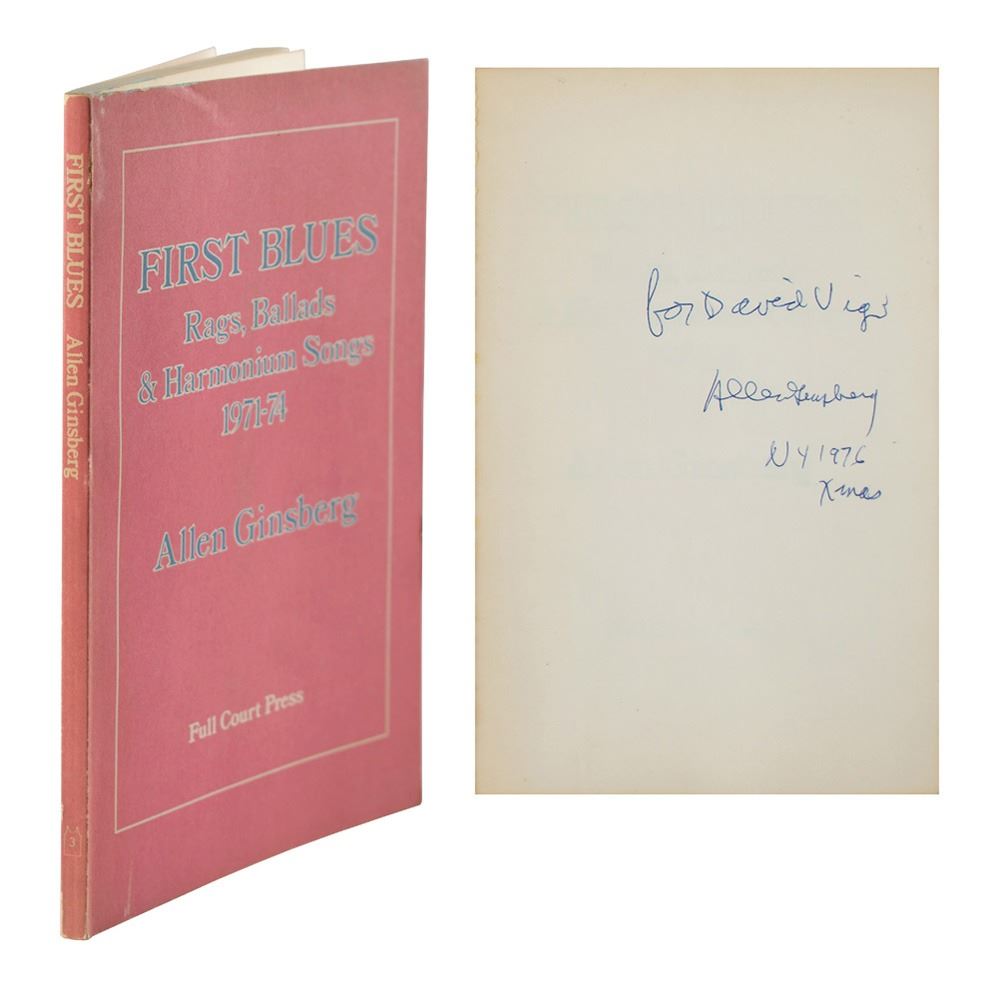 FIRST BLUES Allen Ginsberg
3
FIRST BLUES
Rags, Ballads
& Harmonium Songs
1971-74
Allen Ginsberg
Full Court Press
for David
Allen Ginsberg
NY 1976
Xmas